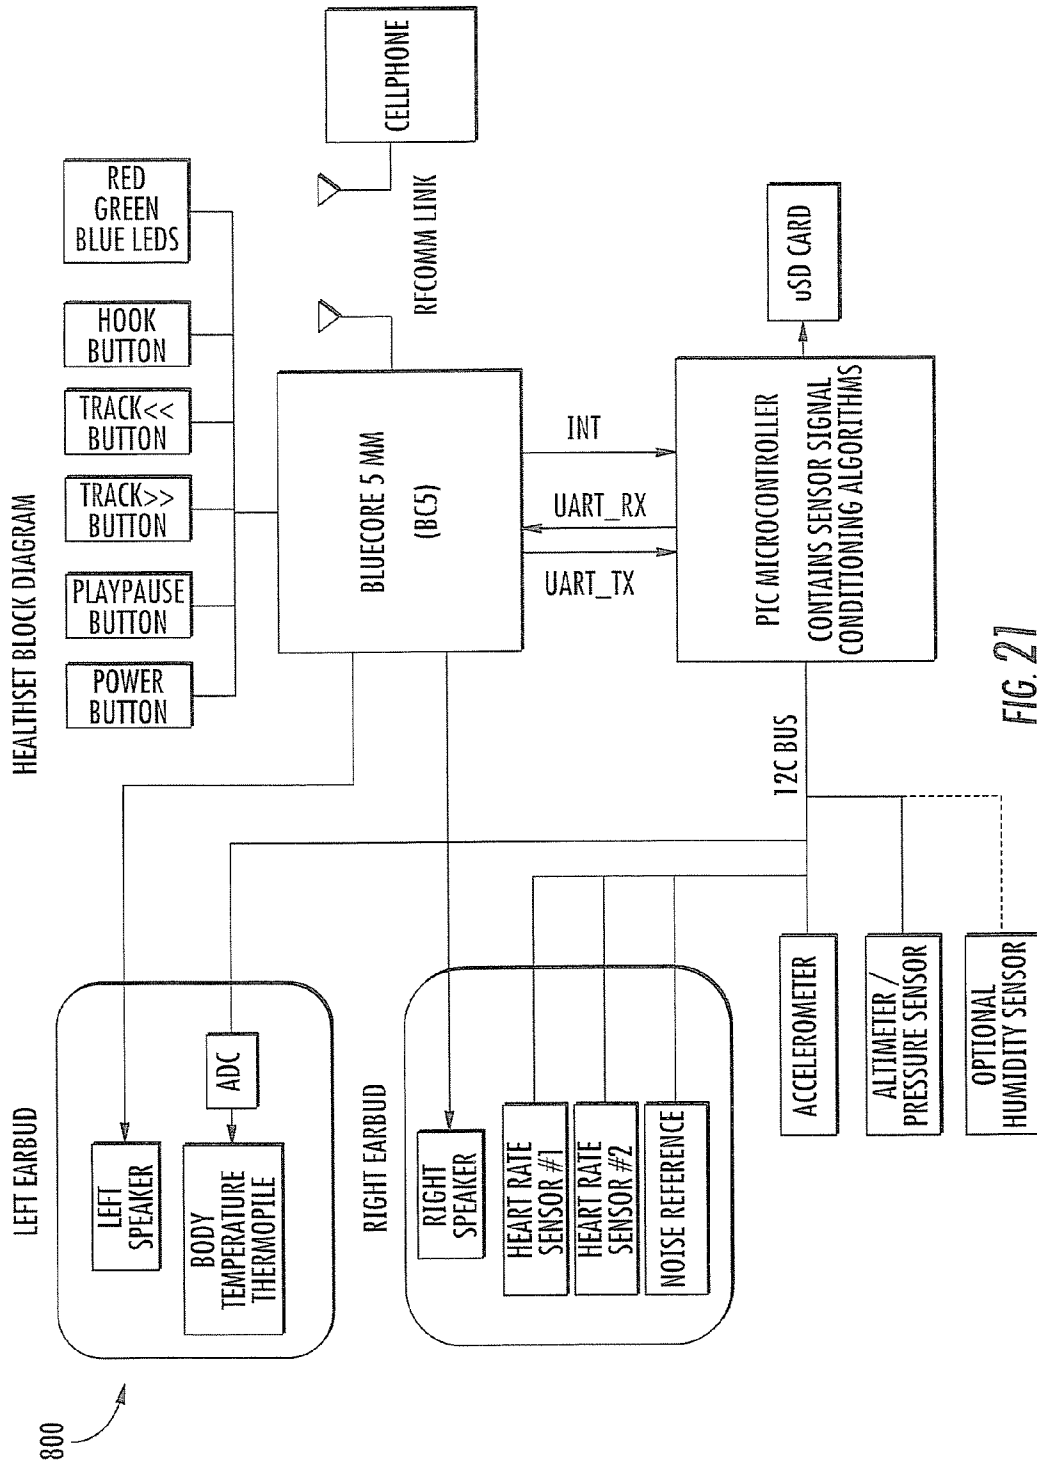 HEALTHSET BLOCK DIAGRAM
800
LEFT EARBUD
LEFT
SPEAKER
BODY
TEMPERATURE
THERMOPILE
ADC
RIGHT EARBUD
RIGHT
SPEAKER
HEART RATE
SENSOR #1
HEART RATE
SENSOR #2
NOISE REFERENCE
ACCELEROMETER
ALTIMETER/
PRESSURE SENSOR
OPTIONAL
HUMIDITY SENSOR
POWER
BUTTON
PLAYPAUSE
BUTTON
TRACK>>
BUTTON
TRACK<<
BUTTON
HOOK
BUTTON
RED
GREEN
BLUE LEDS
BLUECORE 5 MM
(BC5)
RFCOMM LINK
CELLPHONE
UART_TX
UART_RX
INT
12C BUS
PIC MICROCONTROLLER
CONTAINS SENSOR SIGNAL
CONDITIONING ALGORITHMS
uSD CARD
FIG. 21